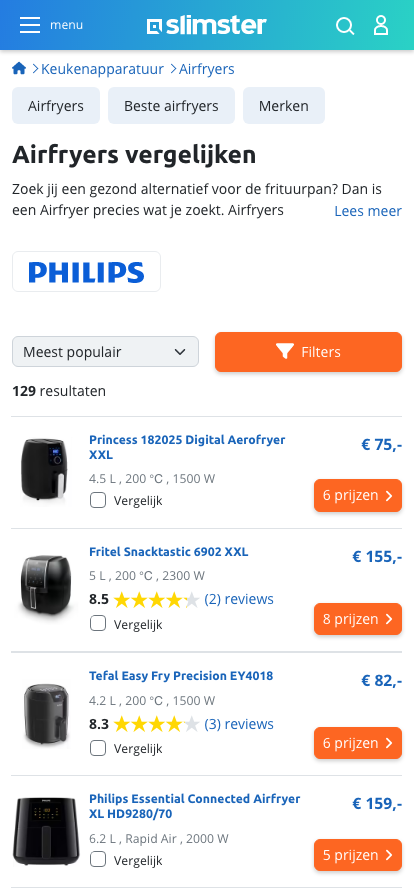 menu
slimster
Keukenapparatuur
Airfryers
Airfryers
Beste airfryers
Merken
Airfryers vergelijken
Zoek jij een gezond alternatief voor de frituurpan? Dan is
een Airfryer precies wat je zoekt. Airfryers
Lees meer
PHILIPS
Meest populair
Filters
129 resultaten
Princess 182025 Digital Aerofryer
XXL
€ 75,-
4.5 L , 200 °C , 1500 W
Vergelijk
6 prijzen
Fritel Snacktastic 6902 XXL
€ 155,-
5 L , 200 °C , 2300 W
8.5
(2) reviews
Vergelijk
8 prijzen
Tefal Easy Fry Precision EY4018
€ 82,-
4.2 L , 200 °C , 1500 W
8.3
(3) reviews
Vergelijk
6 prijzen
Philips Essential Connected Airfryer
XL HD9280/70
€ 159,-
6.2 L , Rapid Air , 2000 W
Vergelijk
5 prijzen